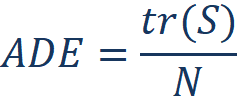 ADE = tr(S) / N